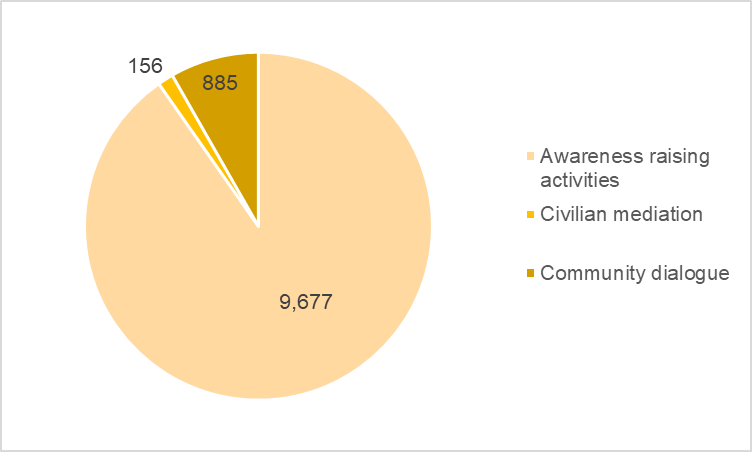 156
885
9,677
Awareness raising
activities
Civilian mediation
Community dialogue